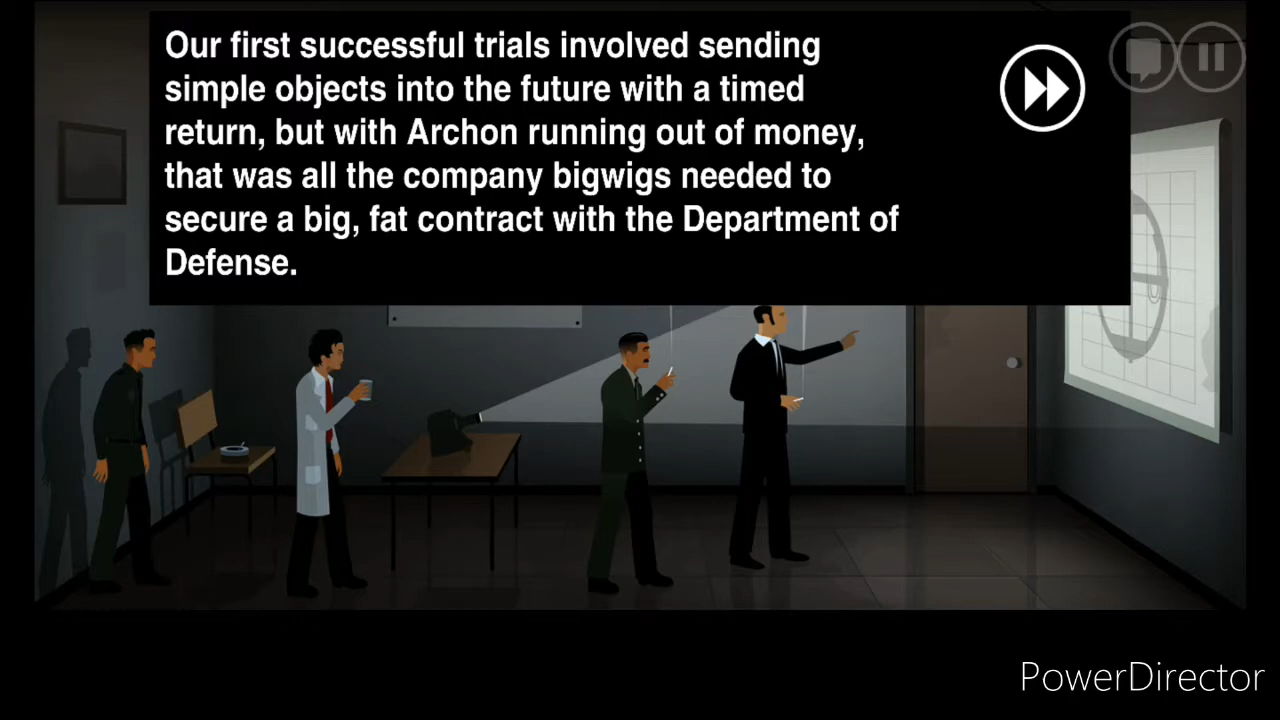 Our first successful trials involved sending
simple objects into the future with a timed
return, but with Archon running out of money,
that was all the company bigwigs needed to
secure a big, fat contract with the Department of
Defense.
PowerDirector